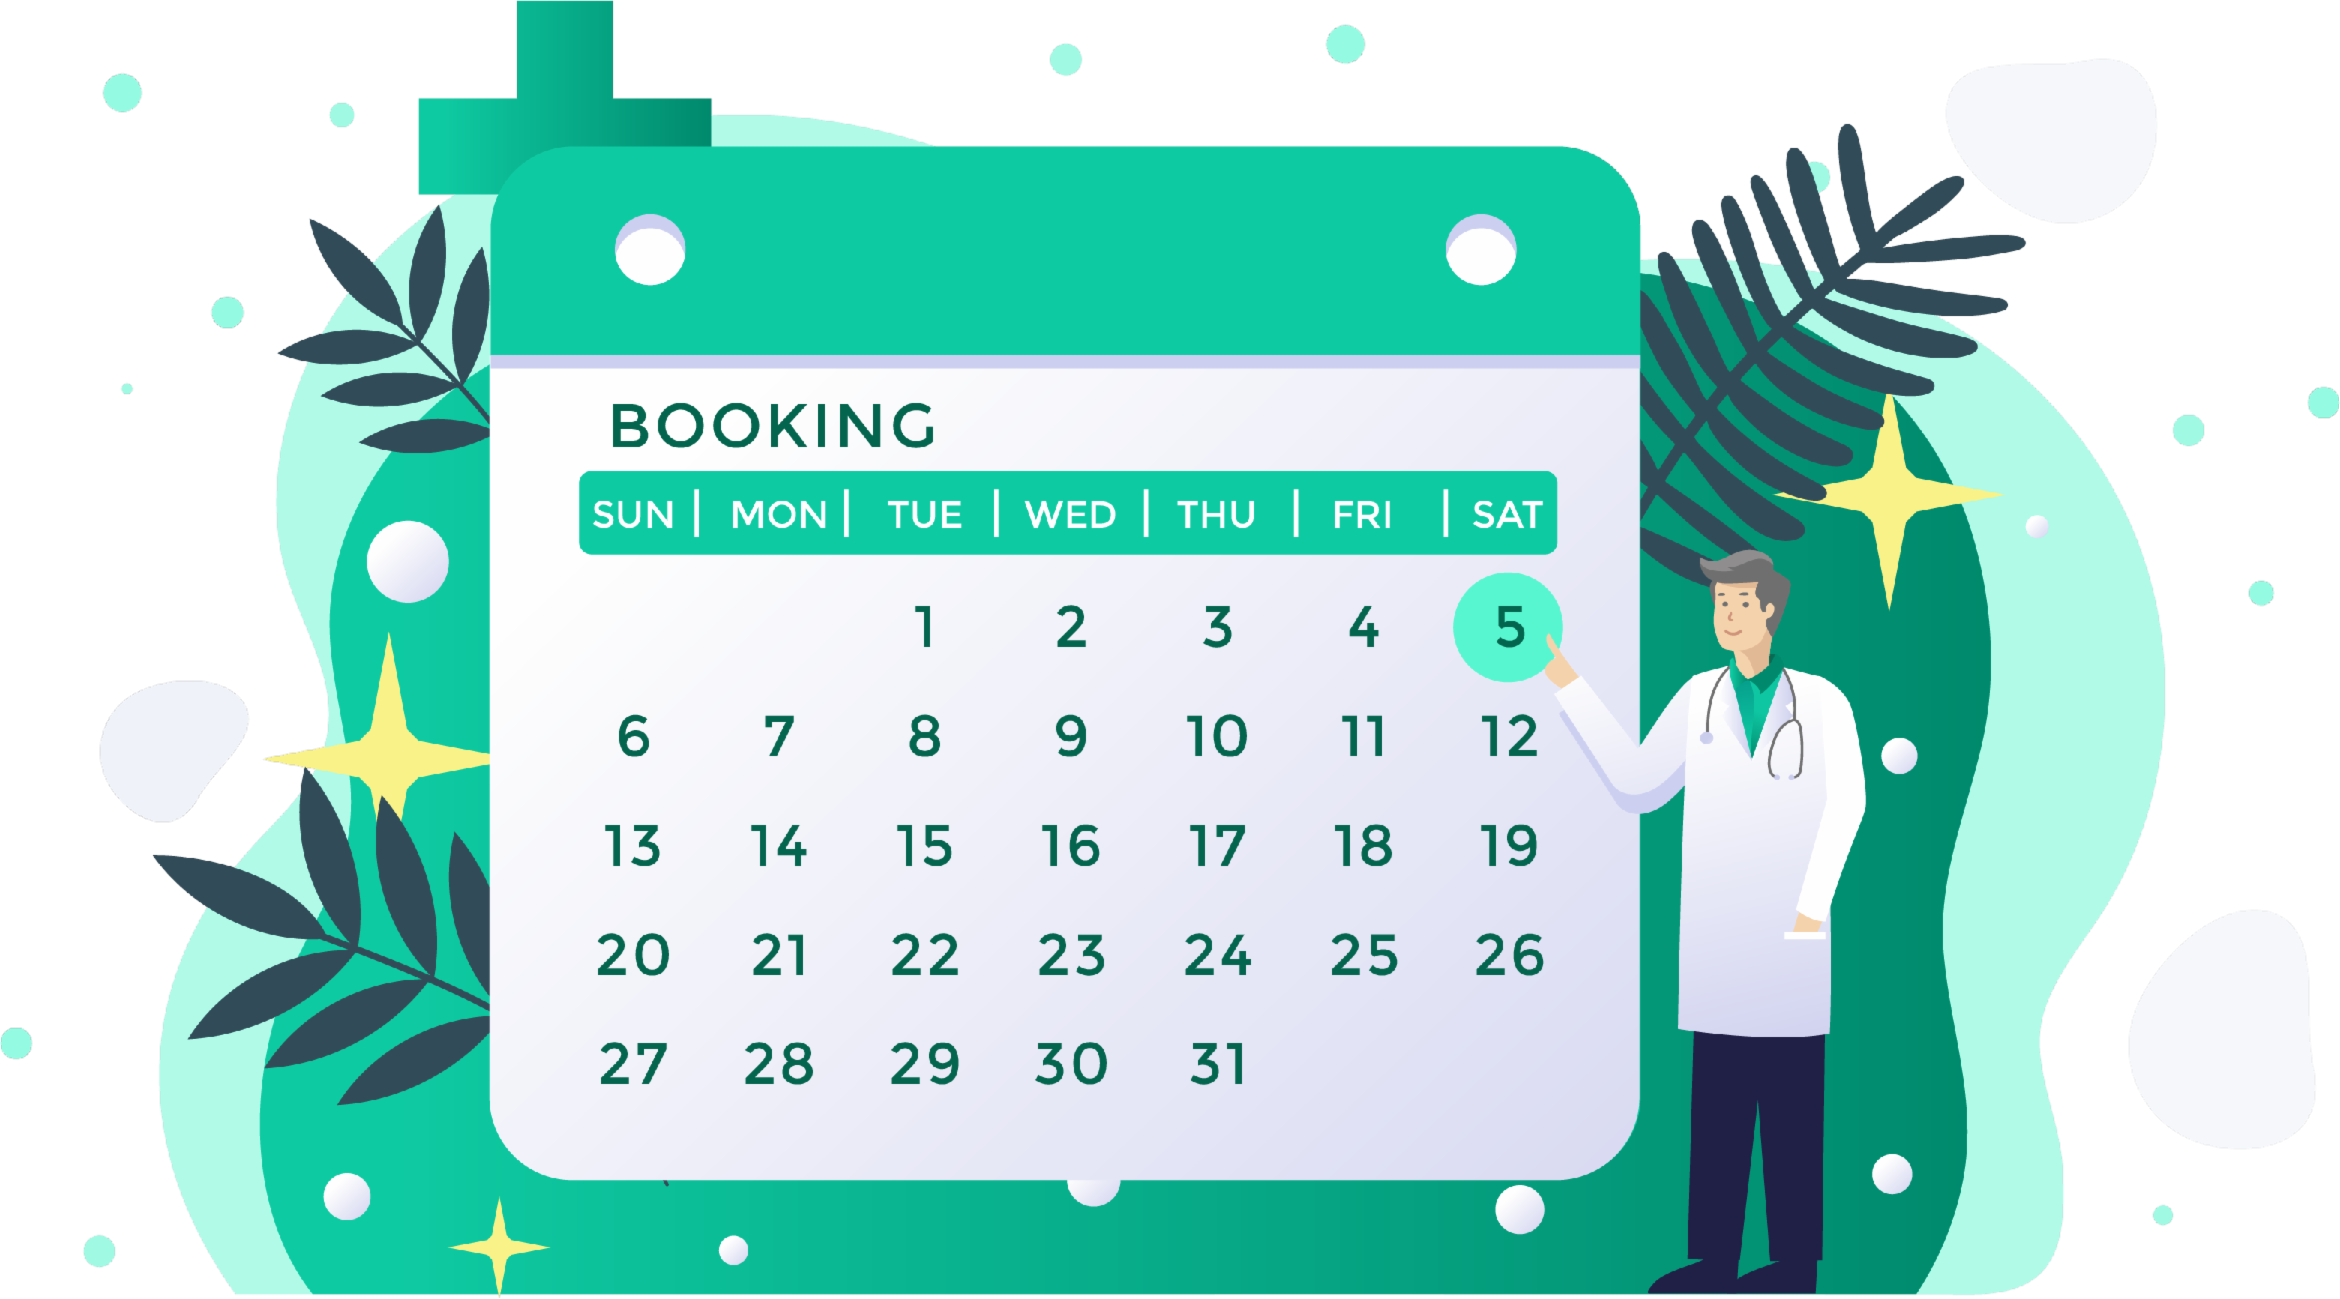 BOOKING
SUN | MON | TUE | WED | THU | FRI | SAT
1 2 3 4 5
6 7 8 9 10 11 12
13 14 15 16 17 18 19
20 21 22 23 24 25 26
27 28 29 30 31